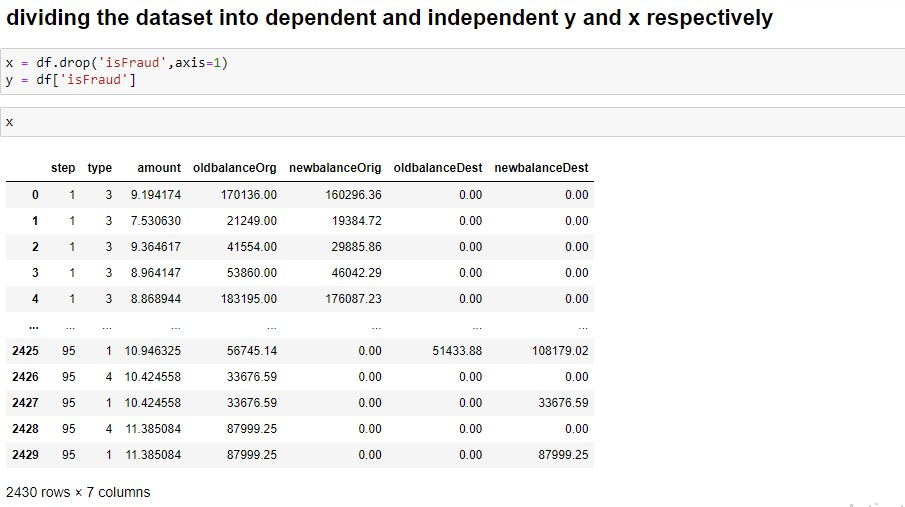 dividing the dataset into dependent and independent y and x respectively
x = df.drop('isFraud',axis=1)
y = df['isFraud']
x
step type amount oldbalanceOrg newbalanceOrig oldbalanceDest newbalanceDest
0 1 3 9.194174 170136.00 160296.36 0.00 0.00
1 1 3 7.530630 21249.00 19384.72 0.00 0.00
2 1 3 9.364617 41554.00 29885.86 0.00 0.00
3 1 3 8.964147 53860.00 46042.29 0.00 0.00
4 1 3 8.868944 183195.00 176087.23 0.00 0.00
... ... ... ... ... ... ... ...
2425 95 1 10.946325 56745.14 0.00 51433.88 108179.02
2426 95 4 10.424558 33676.59 0.00 0.00 0.00
2427 95 1 10.424558 33676.59 0.00 0.00 33676.59
2428 95 4 11.385084 87999.25 0.00 0.00 0.00
2429 95 1 11.385084 87999.25 0.00 0.00 87999.25
2430 rows × 7 columns